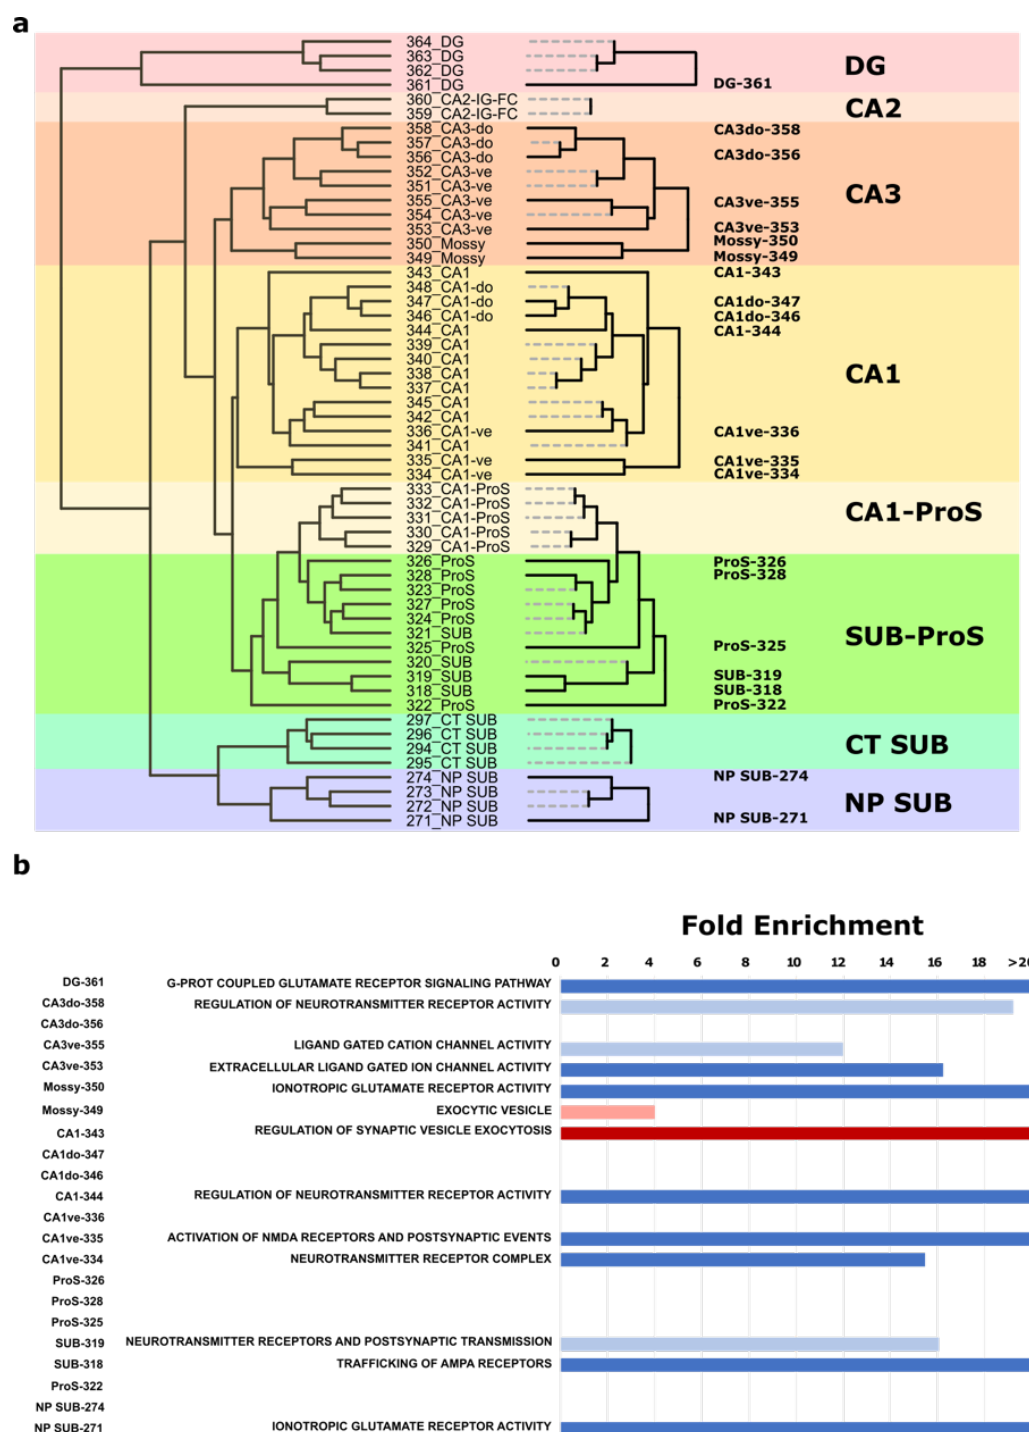 a
364_DG
363_DG
362_DG
361_DG DG-361
DG
360_CA2-IG-FC
359_CA2-IG-FC
CA2
358_CA3-do CA3do-358
357_CA3-do
356_CA3-do CA3do-356
352_CA3-ve
351_CA3-ve
355_CA3-ve CA3ve-355
354_CA3-ve
353_CA3-ve CA3ve-353
350_Mossy Mossy-350
349_Mossy Mossy-349
CA3
343_CA1 CA1-343
348_CA1-do
347_CA1-do CA1do-347
346_CA1-do CA1do-346
344_CA1 CA1-344
339_CA1
340_CA1
338_CA1
337_CA1
345_CA1
342_CA1
336_CA1-ve CA1ve-336
341_CA1
335_CA1-ve CA1ve-335
334_CA1-ve CA1ve-334
CA1
333_CA1-ProS
332_CA1-ProS
331_CA1-ProS
330_CA1-ProS
329_CA1-ProS
CA1-ProS
326_ProS ProS-326
328_ProS ProS-328
323_ProS
327_ProS
324_ProS
321_SUB
325_ProS ProS-325
320_SUB
319_SUB SUB-319
318_SUB SUB-318
322_ProS ProS-322
SUB-ProS
297_CT SUB
296_CT SUB
294_CT SUB
295_CT SUB
CT SUB
274_NP SUB NP SUB-274
273_NP SUB
272_NP SUB
271_NP SUB NP SUB-271
NP SUB
b
Fold Enrichment
0 2 4 6 8 10 12 14 16 18 >20
DG-361 G-PROT COUPLED GLUTAMATE RECEPTOR SIGNALING PATHWAY
CA3do-358 REGULATION OF NEUROTRANSMITTER RECEPTOR ACTIVITY
CA3do-356
CA3ve-355 LIGAND GATED CATION CHANNEL ACTIVITY
CA3ve-353 EXTRACELLULAR LIGAND GATED ION CHANNEL ACTIVITY
Mossy-350 IONOTROPIC GLUTAMATE RECEPTOR ACTIVITY
Mossy-349 EXOCYTIC VESICLE
CA1-343 REGULATION OF SYNAPTIC VESICLE EXOCYTOSIS
CA1do-347
CA1do-346
CA1-344 REGULATION OF NEUROTRANSMITTER RECEPTOR ACTIVITY
CA1ve-336
CA1ve-335 ACTIVATION OF NMDA RECEPTORS AND POSTSYNAPTIC EVENTS
CA1ve-334 NEUROTRANSMITTER RECEPTOR COMPLEX
ProS-326
ProS-328
ProS-325
SUB-319 NEUROTRANSMITTER RECEPTORS AND POSTSYNAPTIC TRANSMISSION
SUB-318 TRAFFICKING OF AMPA RECEPTORS
ProS-322
NP SUB-274
NP SUB-271 IONOTROPIC GLUTAMATE RECEPTOR ACTIVITY